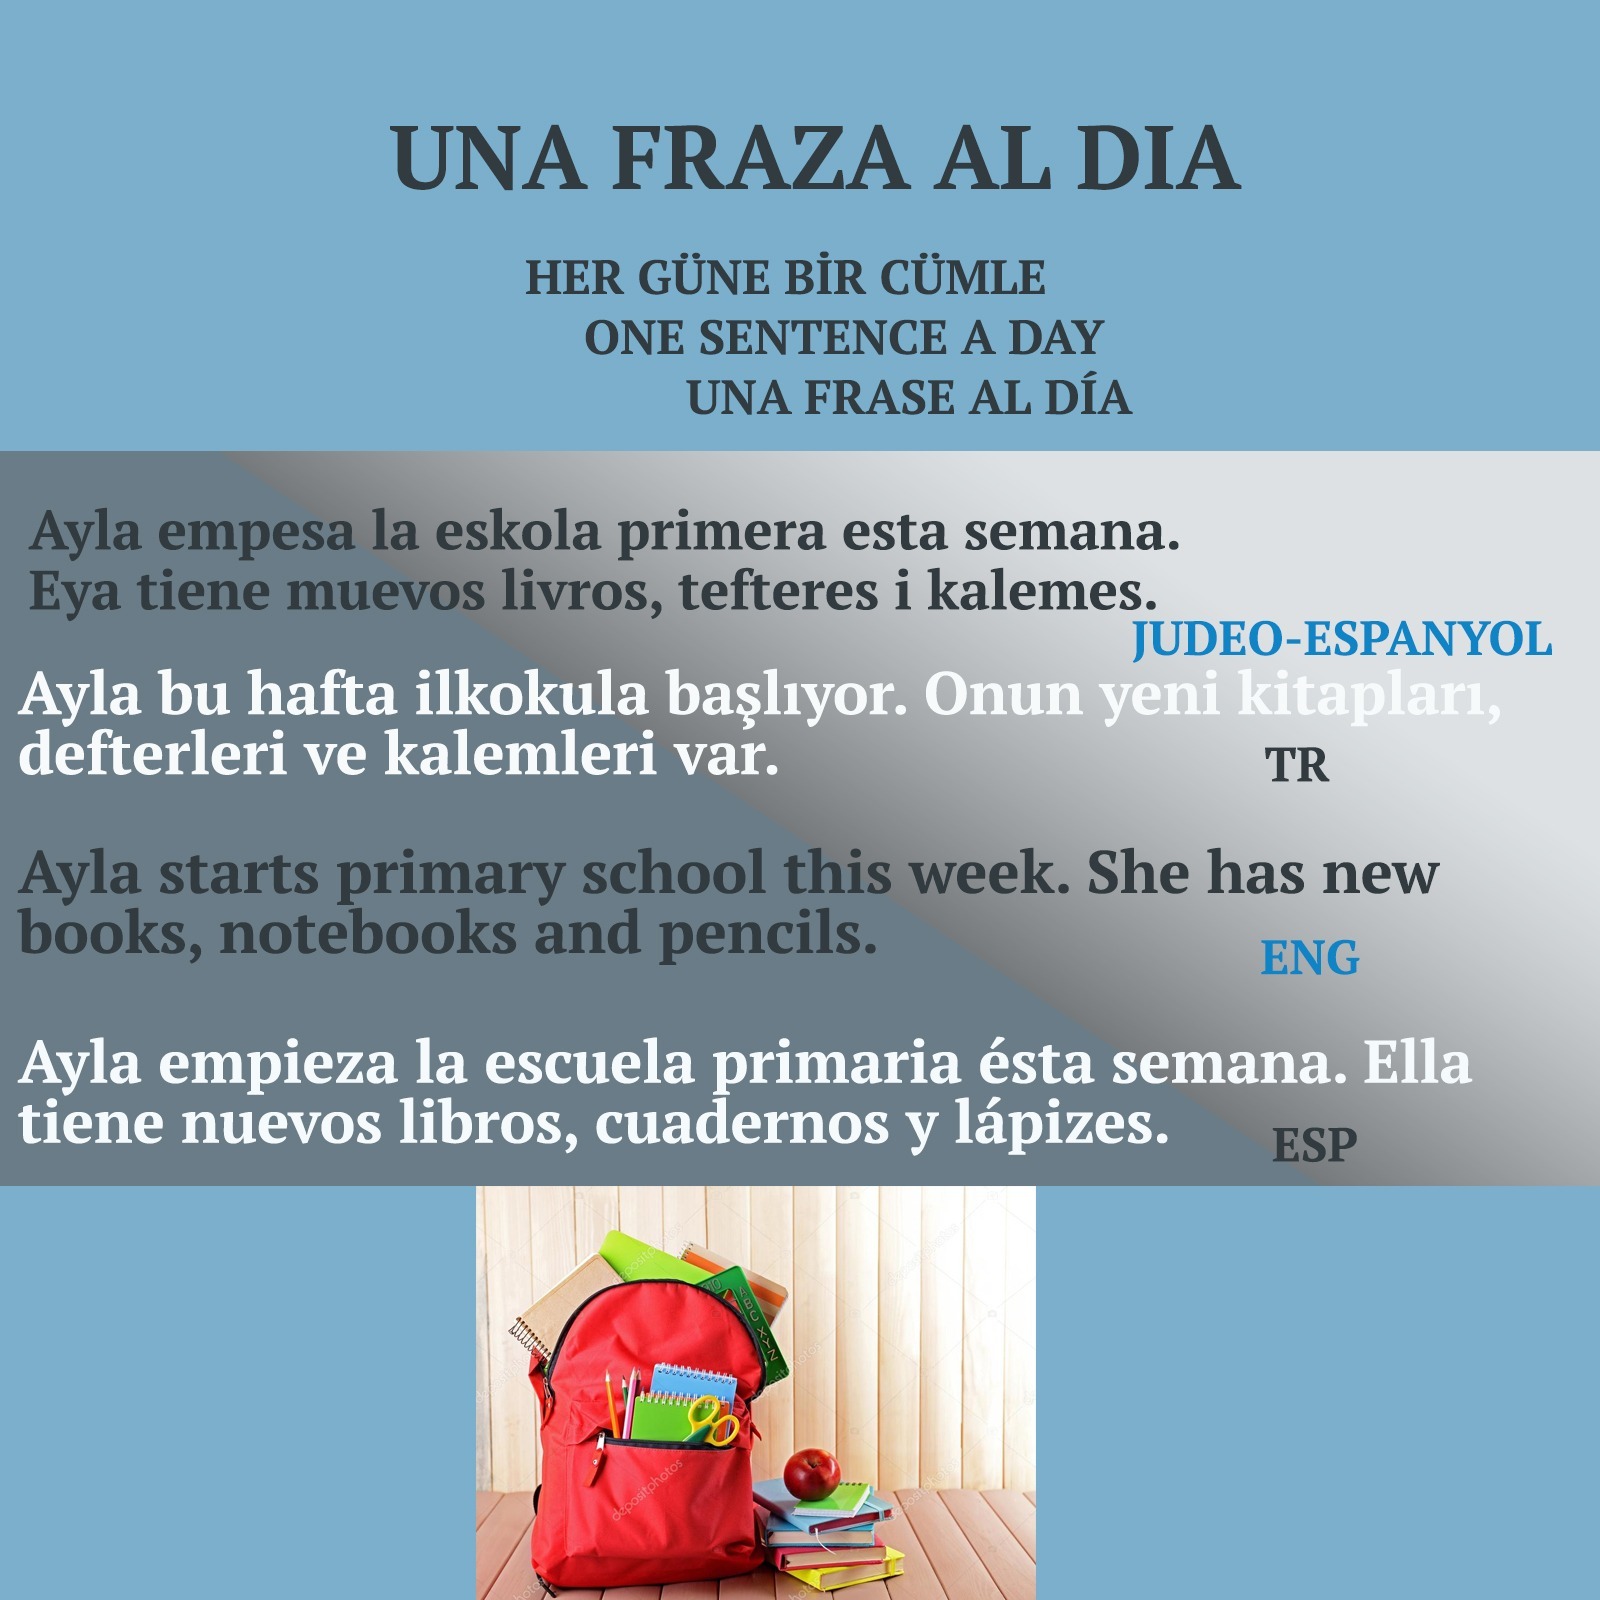 UNA FRAZA AL DIA
HER GÜNE BİR CÜMLE
ONE SENTENCE A DAY
UNA FRASE AL DÍA
Ayla empesa la eskola primera esta semana.
Eya tiene muevos livros, tefteres i kalemes.
JUDEO-ESPANYOL
Ayla bu hafta ilkokula başlıyor. Onun yeni kitapları,
defterleri ve kalemleri var.
TR
Ayla starts primary school this week. She has new
books, notebooks and pencils.
ENG
Ayla empieza la escuela primaria ésta semana. Ella
tiene nuevos libros, cuadernos y lápizes.
ESP
ABC XYZ
depositphotos